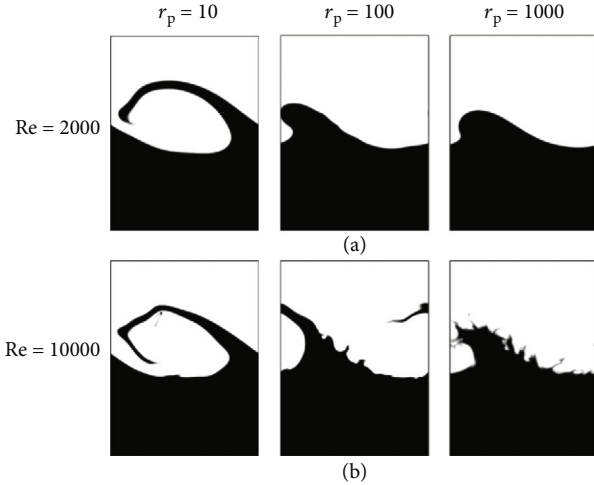 r_p = 10 r_p = 100 r_p = 1000
Re = 2000
(a)
Re = 10000
(b)